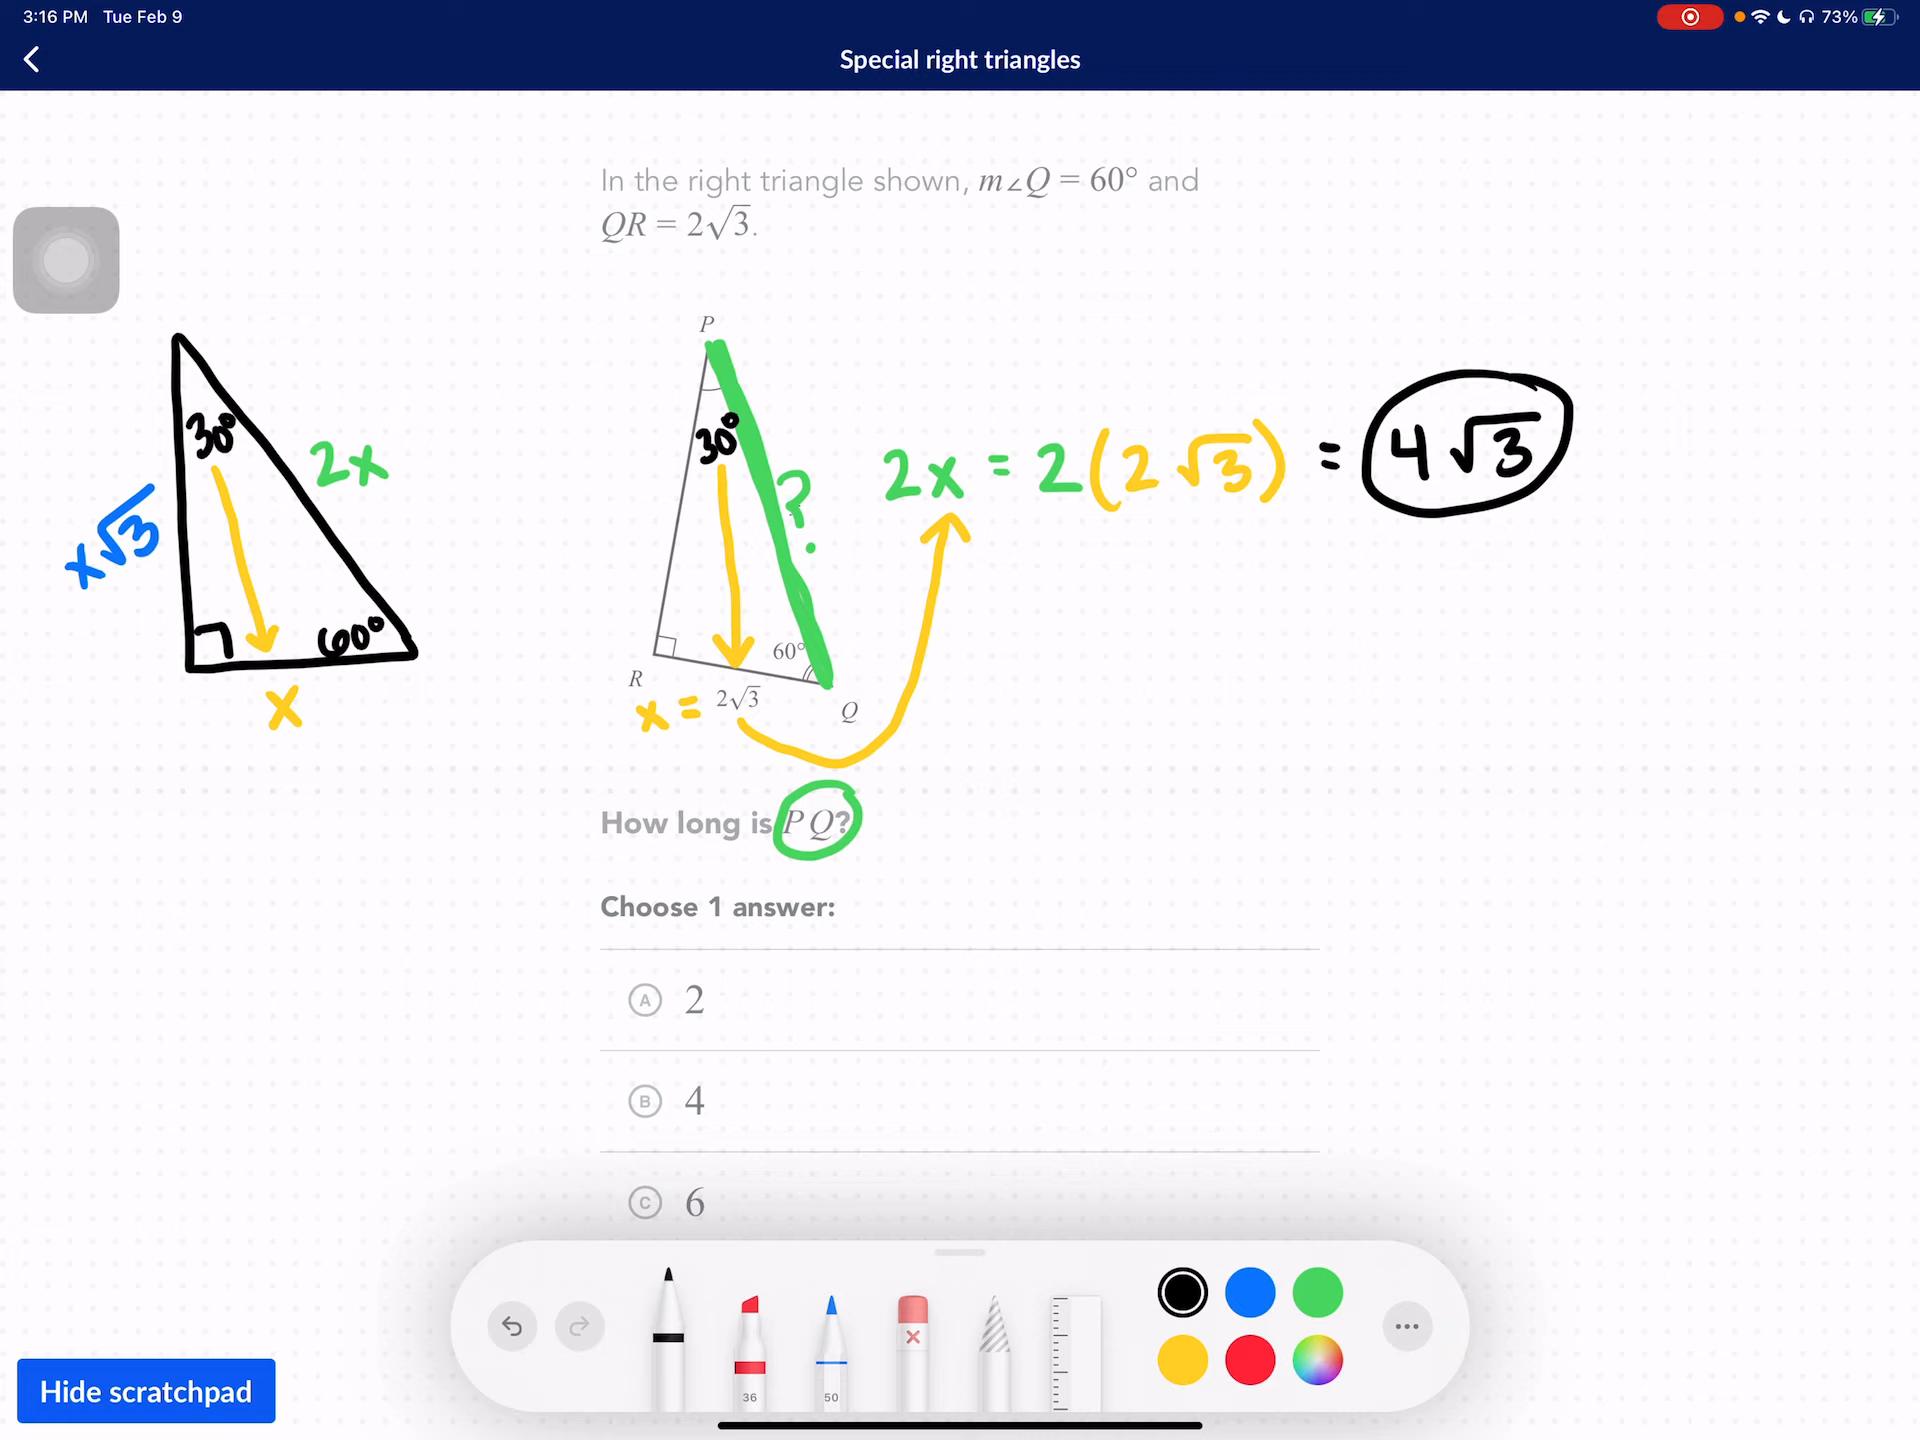 3:16 PM Tue Feb 9
73%
Special right triangles
In the right triangle shown, m∠Q = 60° and
QR = 2√3.
P
30°
2x
x√3
60°
x
30°
?
2x = 2(2√3) = 4√3
60°
R
x = 2√3
Q
How long is PQ?
Choose 1 answer:
A 2
B 4
C 6
36
50
Hide scratchpad